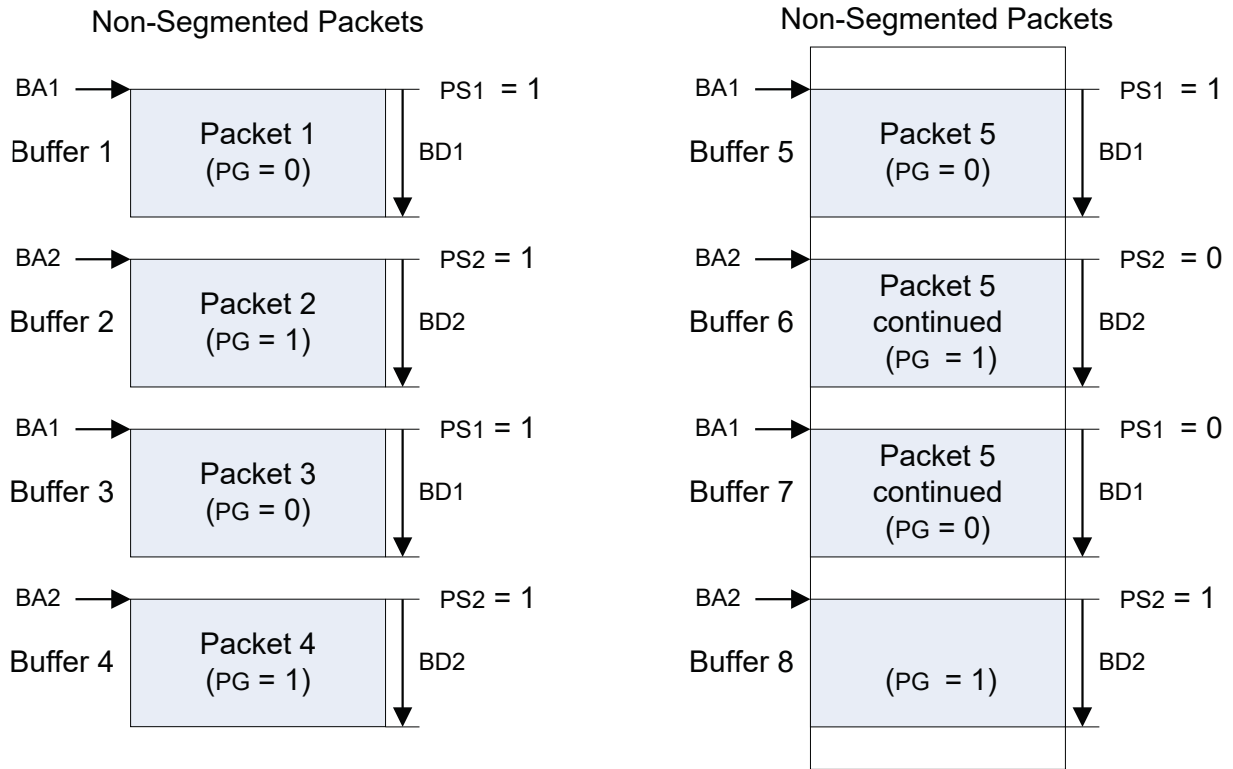 Non-Segmented Packets
BA1
Buffer 1
Packet 1
(PG = 0)
PS1 = 1
BD1
BA2
Buffer 2
Packet 2
(PG = 1)
PS2 = 1
BD2
BA1
Buffer 3
Packet 3
(PG = 0)
PS1 = 1
BD1
BA2
Buffer 4
Packet 4
(PG = 1)
PS2 = 1
BD2
Non-Segmented Packets
BA1
Buffer 5
Packet 5
(PG = 0)
PS1 = 1
BD1
BA2
Buffer 6
Packet 5
continued
(PG = 1)
PS2 = 0
BD2
BA1
Buffer 7
Packet 5
continued
(PG = 0)
PS1 = 0
BD1
BA2
Buffer 8
(PG = 1)
PS2 = 1
BD2